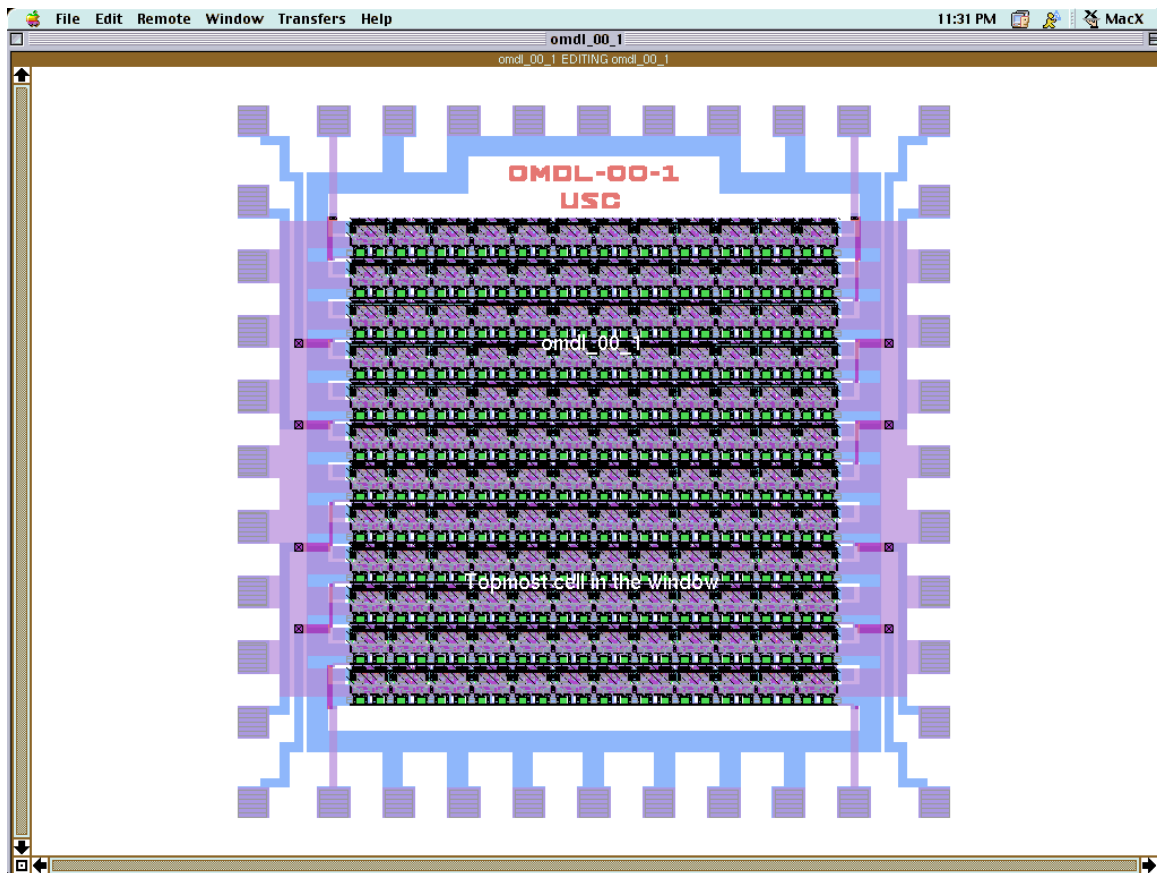 File Edit Remote Window Transfers Help 11:31 PM MacX
omdl_00_1
omdl_00_1 EDITING omdl_00_1
OMDL-00-1
USC
omdl_00_1
Topmost cell in the window